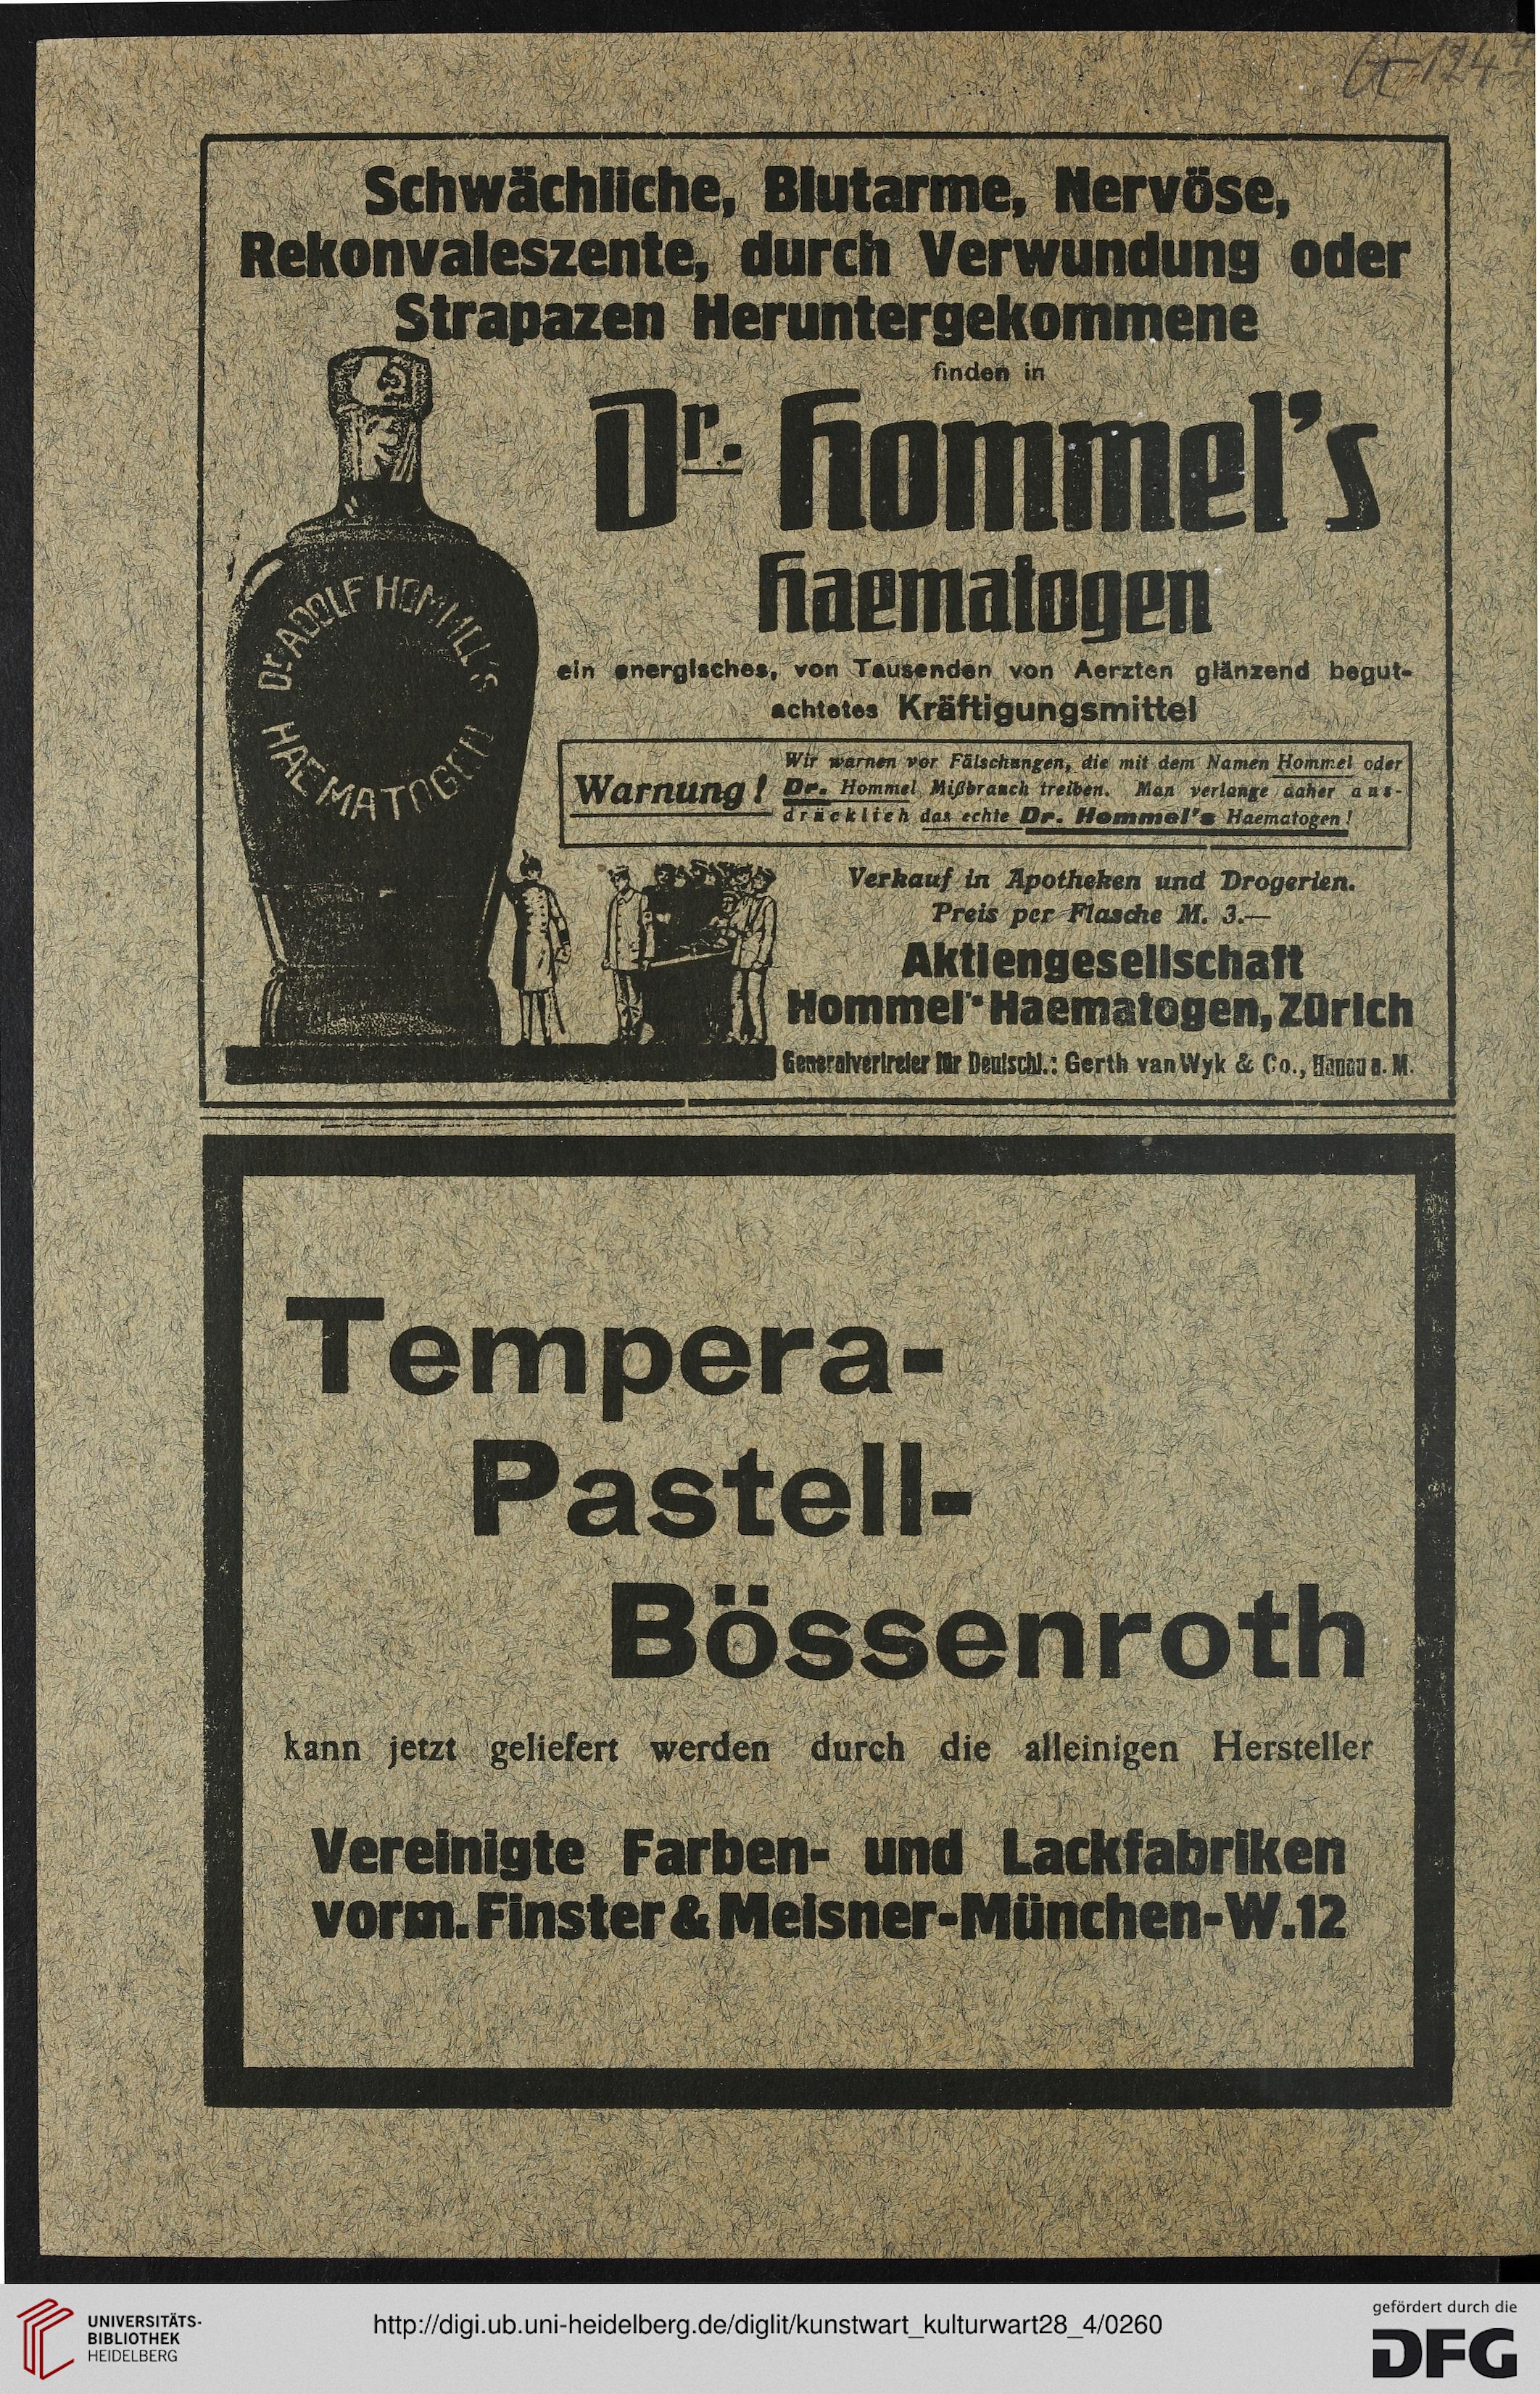 Schwächliche, Blutarme, Nervöse,
Rekonvaleszente, durch Verwundung oder
Strapazen Heruntergekommene
finden in
Dr. Hommel's
Haematogen
Dr. ADOLF HOMMEL'S
HAEMATOGEN
ein energisches, von Tausenden von Aerzten glänzend begut-
achtetes Kräftigungsmittel
Warnung!
Wir warnen vor Fälschungen, die mit dem Namen Hommel oder
Dr. Hommel Mißbrauch treiben. Man verlange daher aus-
drücklich das echte Dr. Hommel's Haematogen!
Verkauf in Apotheken und Drogerien.
Preis per Flasche M. 3.—
Aktiengesellschaft
Hommel's Haematogen, Zürich
Generalvertreter für Deutschl.: Gerth van Wyk & Co., Hanau a. M.
Tempera-
Pastell-
Bössenroth
kann jetzt geliefert werden durch die alleinigen Hersteller
Vereinigte Farben- und Lackfabriken
vorm. Finster & Meisner-München-W.12
UNIVERSITÄTS-
BIBLIOTHEK
HEIDELBERG
http://digi.ub.uni-heidelberg.de/diglit/kunstwart_kulturwart28_4/0260
gefördert durch die
DFG